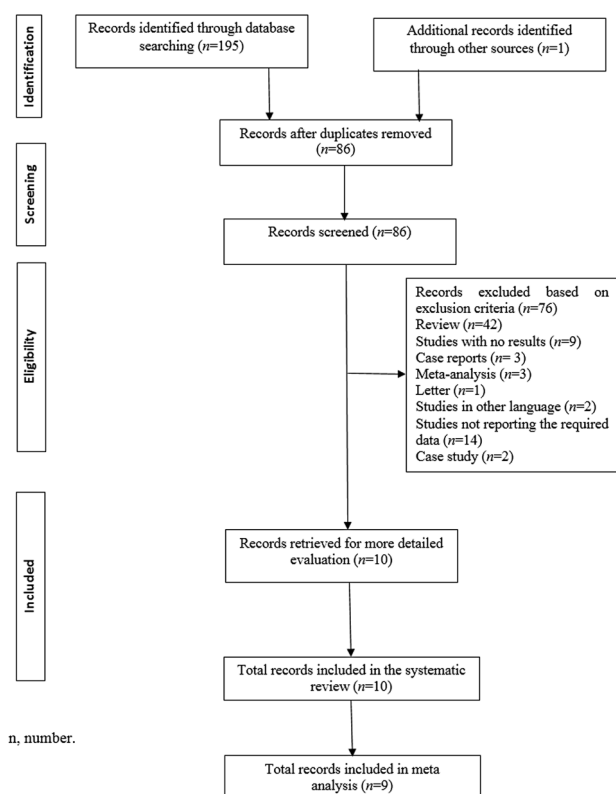 Identification
Records identified through database
searching (n=195)
Additional records identified
through other sources (n=1)
Records after duplicates removed
(n=86)
Screening
Records screened (n=86)
Eligibility
Records excluded based on
exclusion criteria (n=76)
Review (n=42)
Studies with no results (n=9)
Case reports (n= 3)
Meta-analysis (n=3)
Letter (n=1)
Studies in other language (n=2)
Studies not reporting the required
data (n=14)
Case study (n=2)
Included
Records retrieved for more detailed
evaluation (n=10)
Total records included in the systematic
review (n=10)
n, number.
Total records included in meta
analysis (n=9)